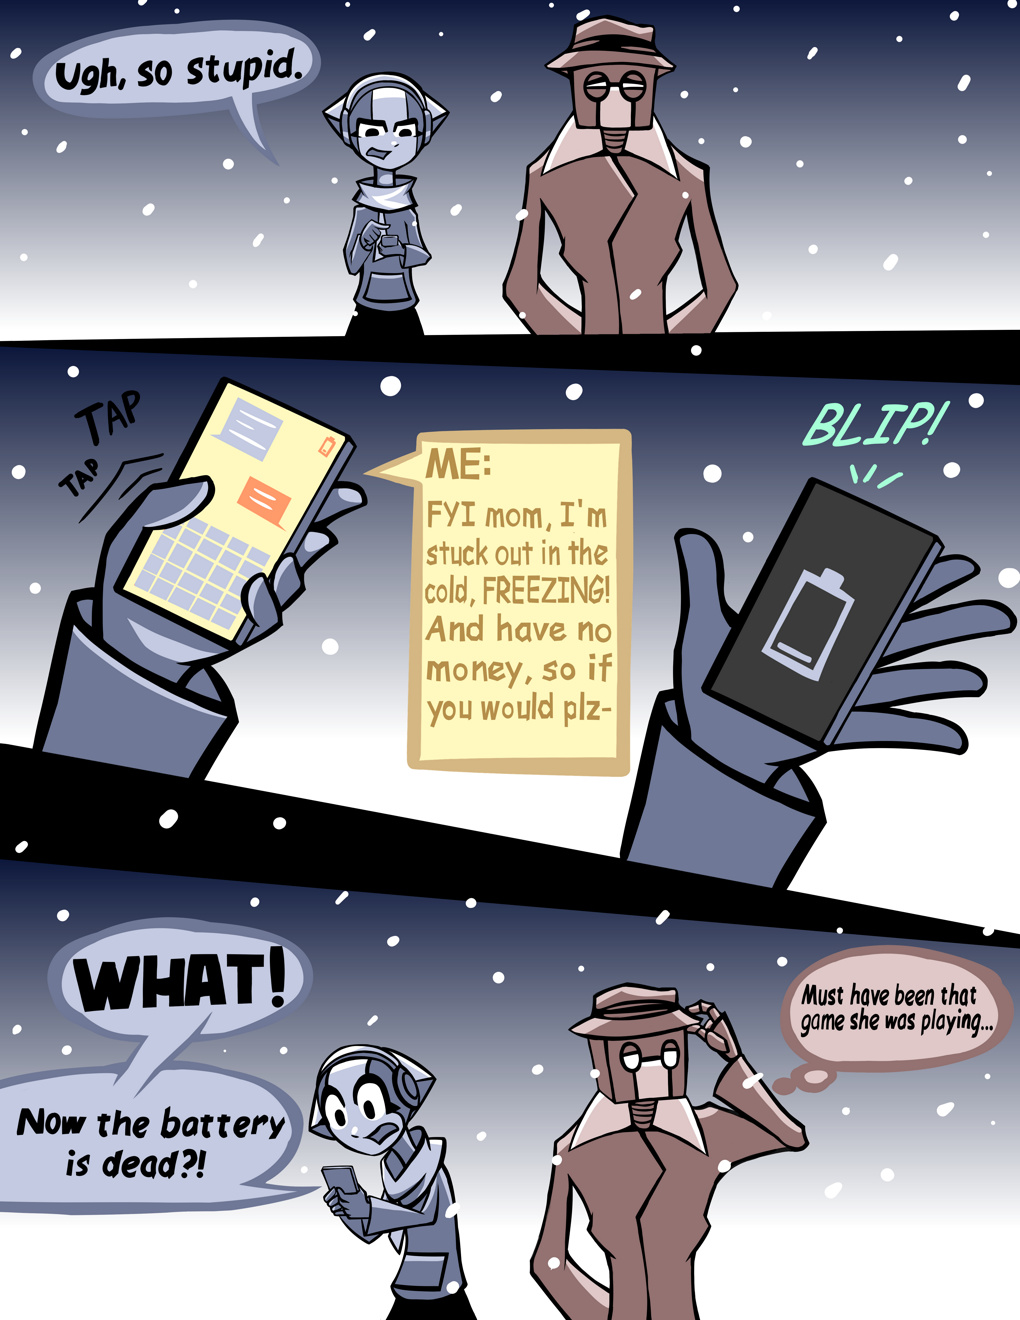 Ugh, so stupid.
TAP
TAP
ME:
FYI mom, I'm
stuck out in the
cold, FREEZING!
And have no
money, so if
you would plz-
BLIP!
WHAT!
Now the battery
is dead?!
Must have been that
game she was playing...